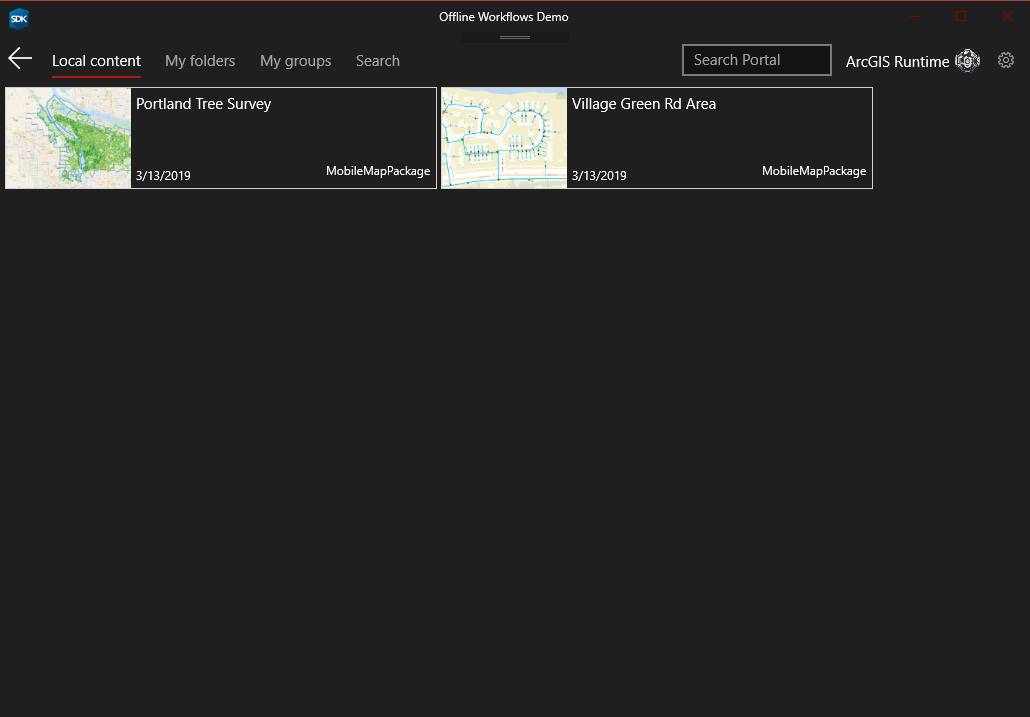 SDK
Offline Workflows Demo
Local content
My folders
My groups
Search
Search Portal
ArcGIS Runtime
Portland Tree Survey
3/13/2019
MobileMapPackage
Village Green Rd Area
3/13/2019
MobileMapPackage